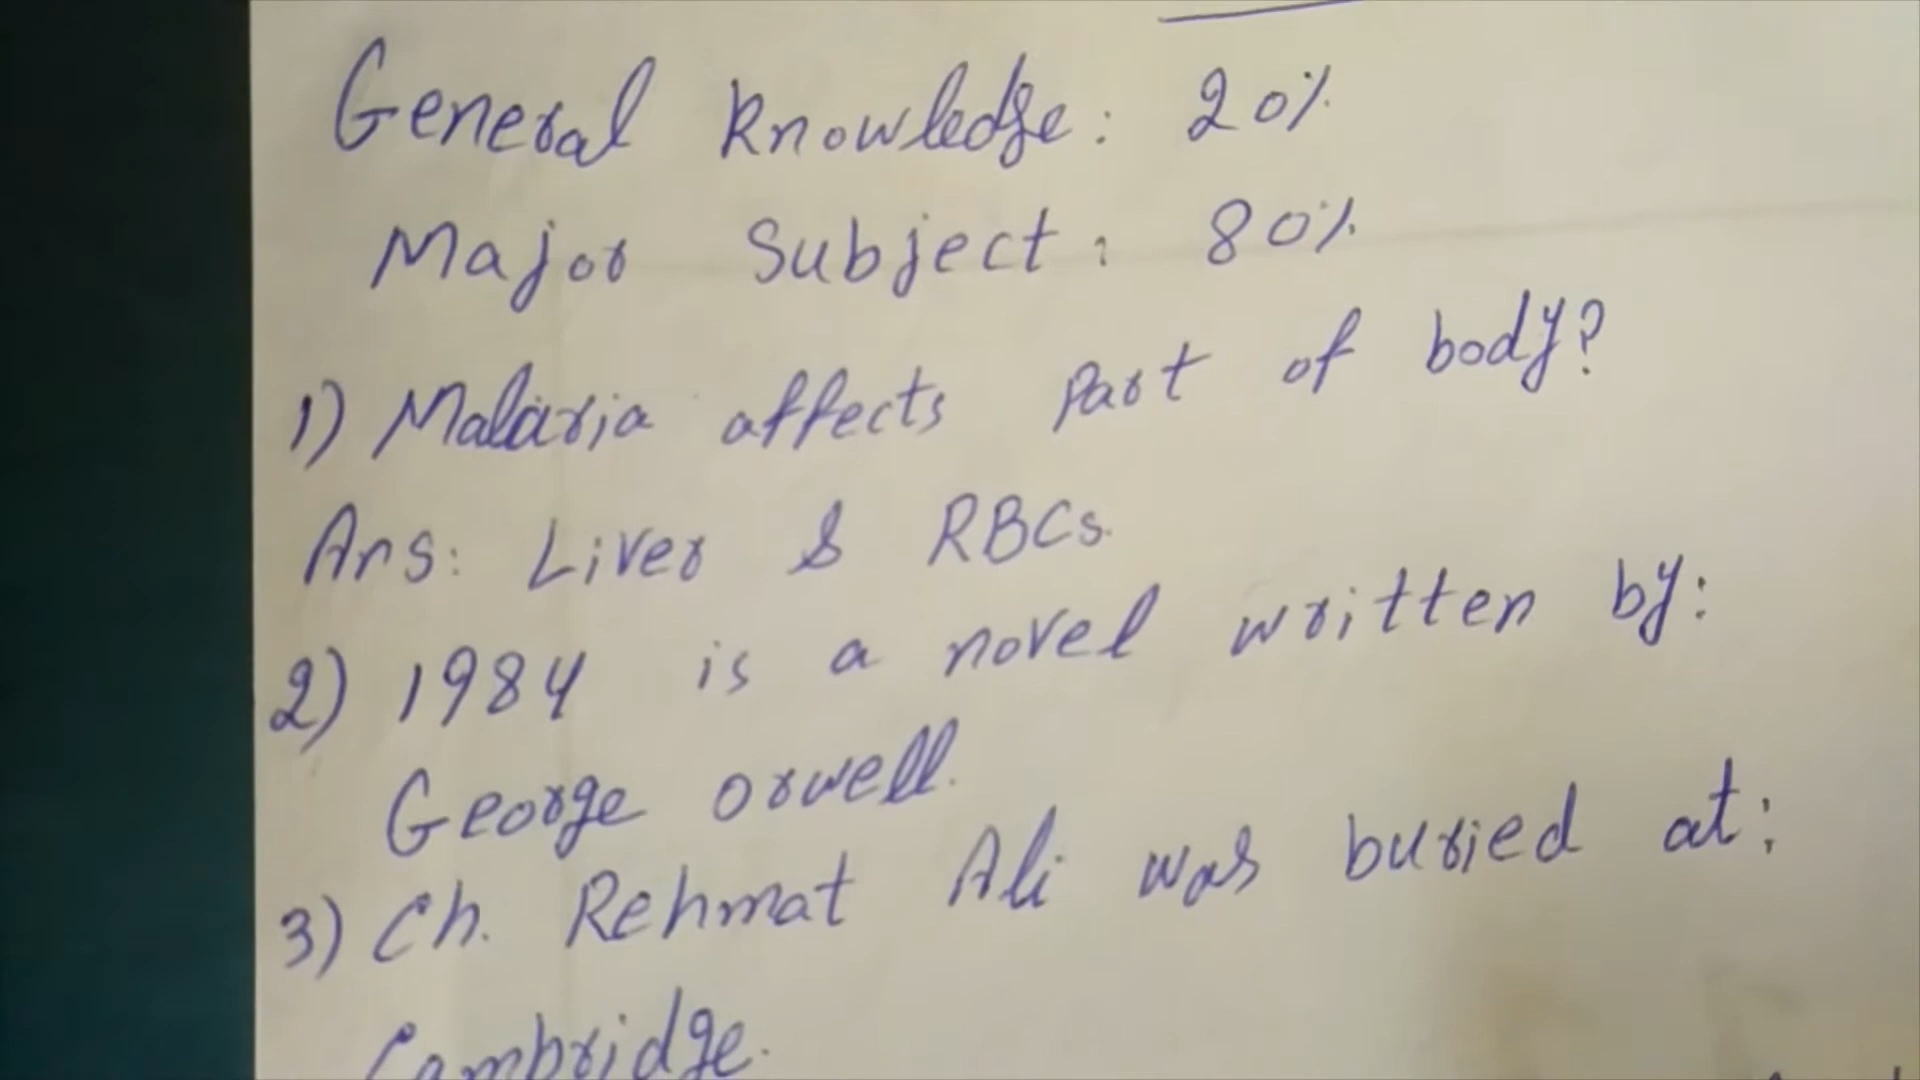 General Knowledge: 20%
Major Subject: 80%
1) Malaria affects Part of body?
Ans: Liver & RBCs.
2) 1984 is a novel written by:
George orwell.
3) Ch. Rehmat Ali was buried at:
Cambridge.